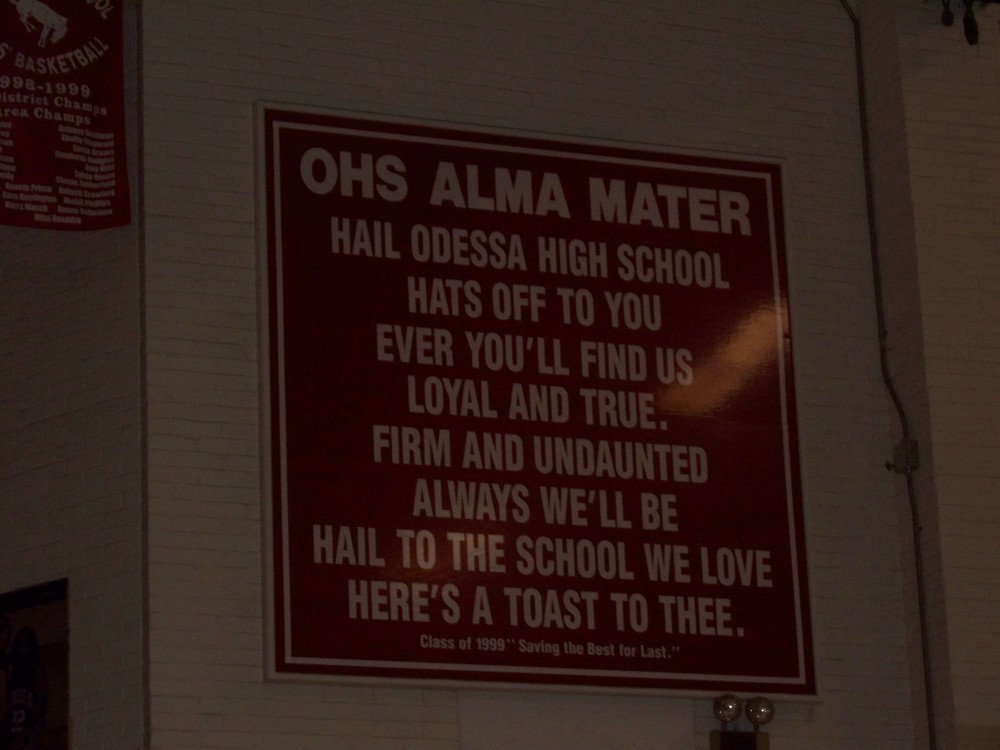 BASKETBALL
1998-1999
District Champs
Area Champs
OHS ALMA MATER
HAIL ODESSA HIGH SCHOOL
HATS OFF TO YOU
EVER YOU'LL FIND US
LOYAL AND TRUE.
FIRM AND UNDAUNTED
ALWAYS WE'LL BE
HAIL TO THE SCHOOL WE LOVE
HERE'S A TOAST TO THEE.
Class of 1999" Saving the Best for Last."